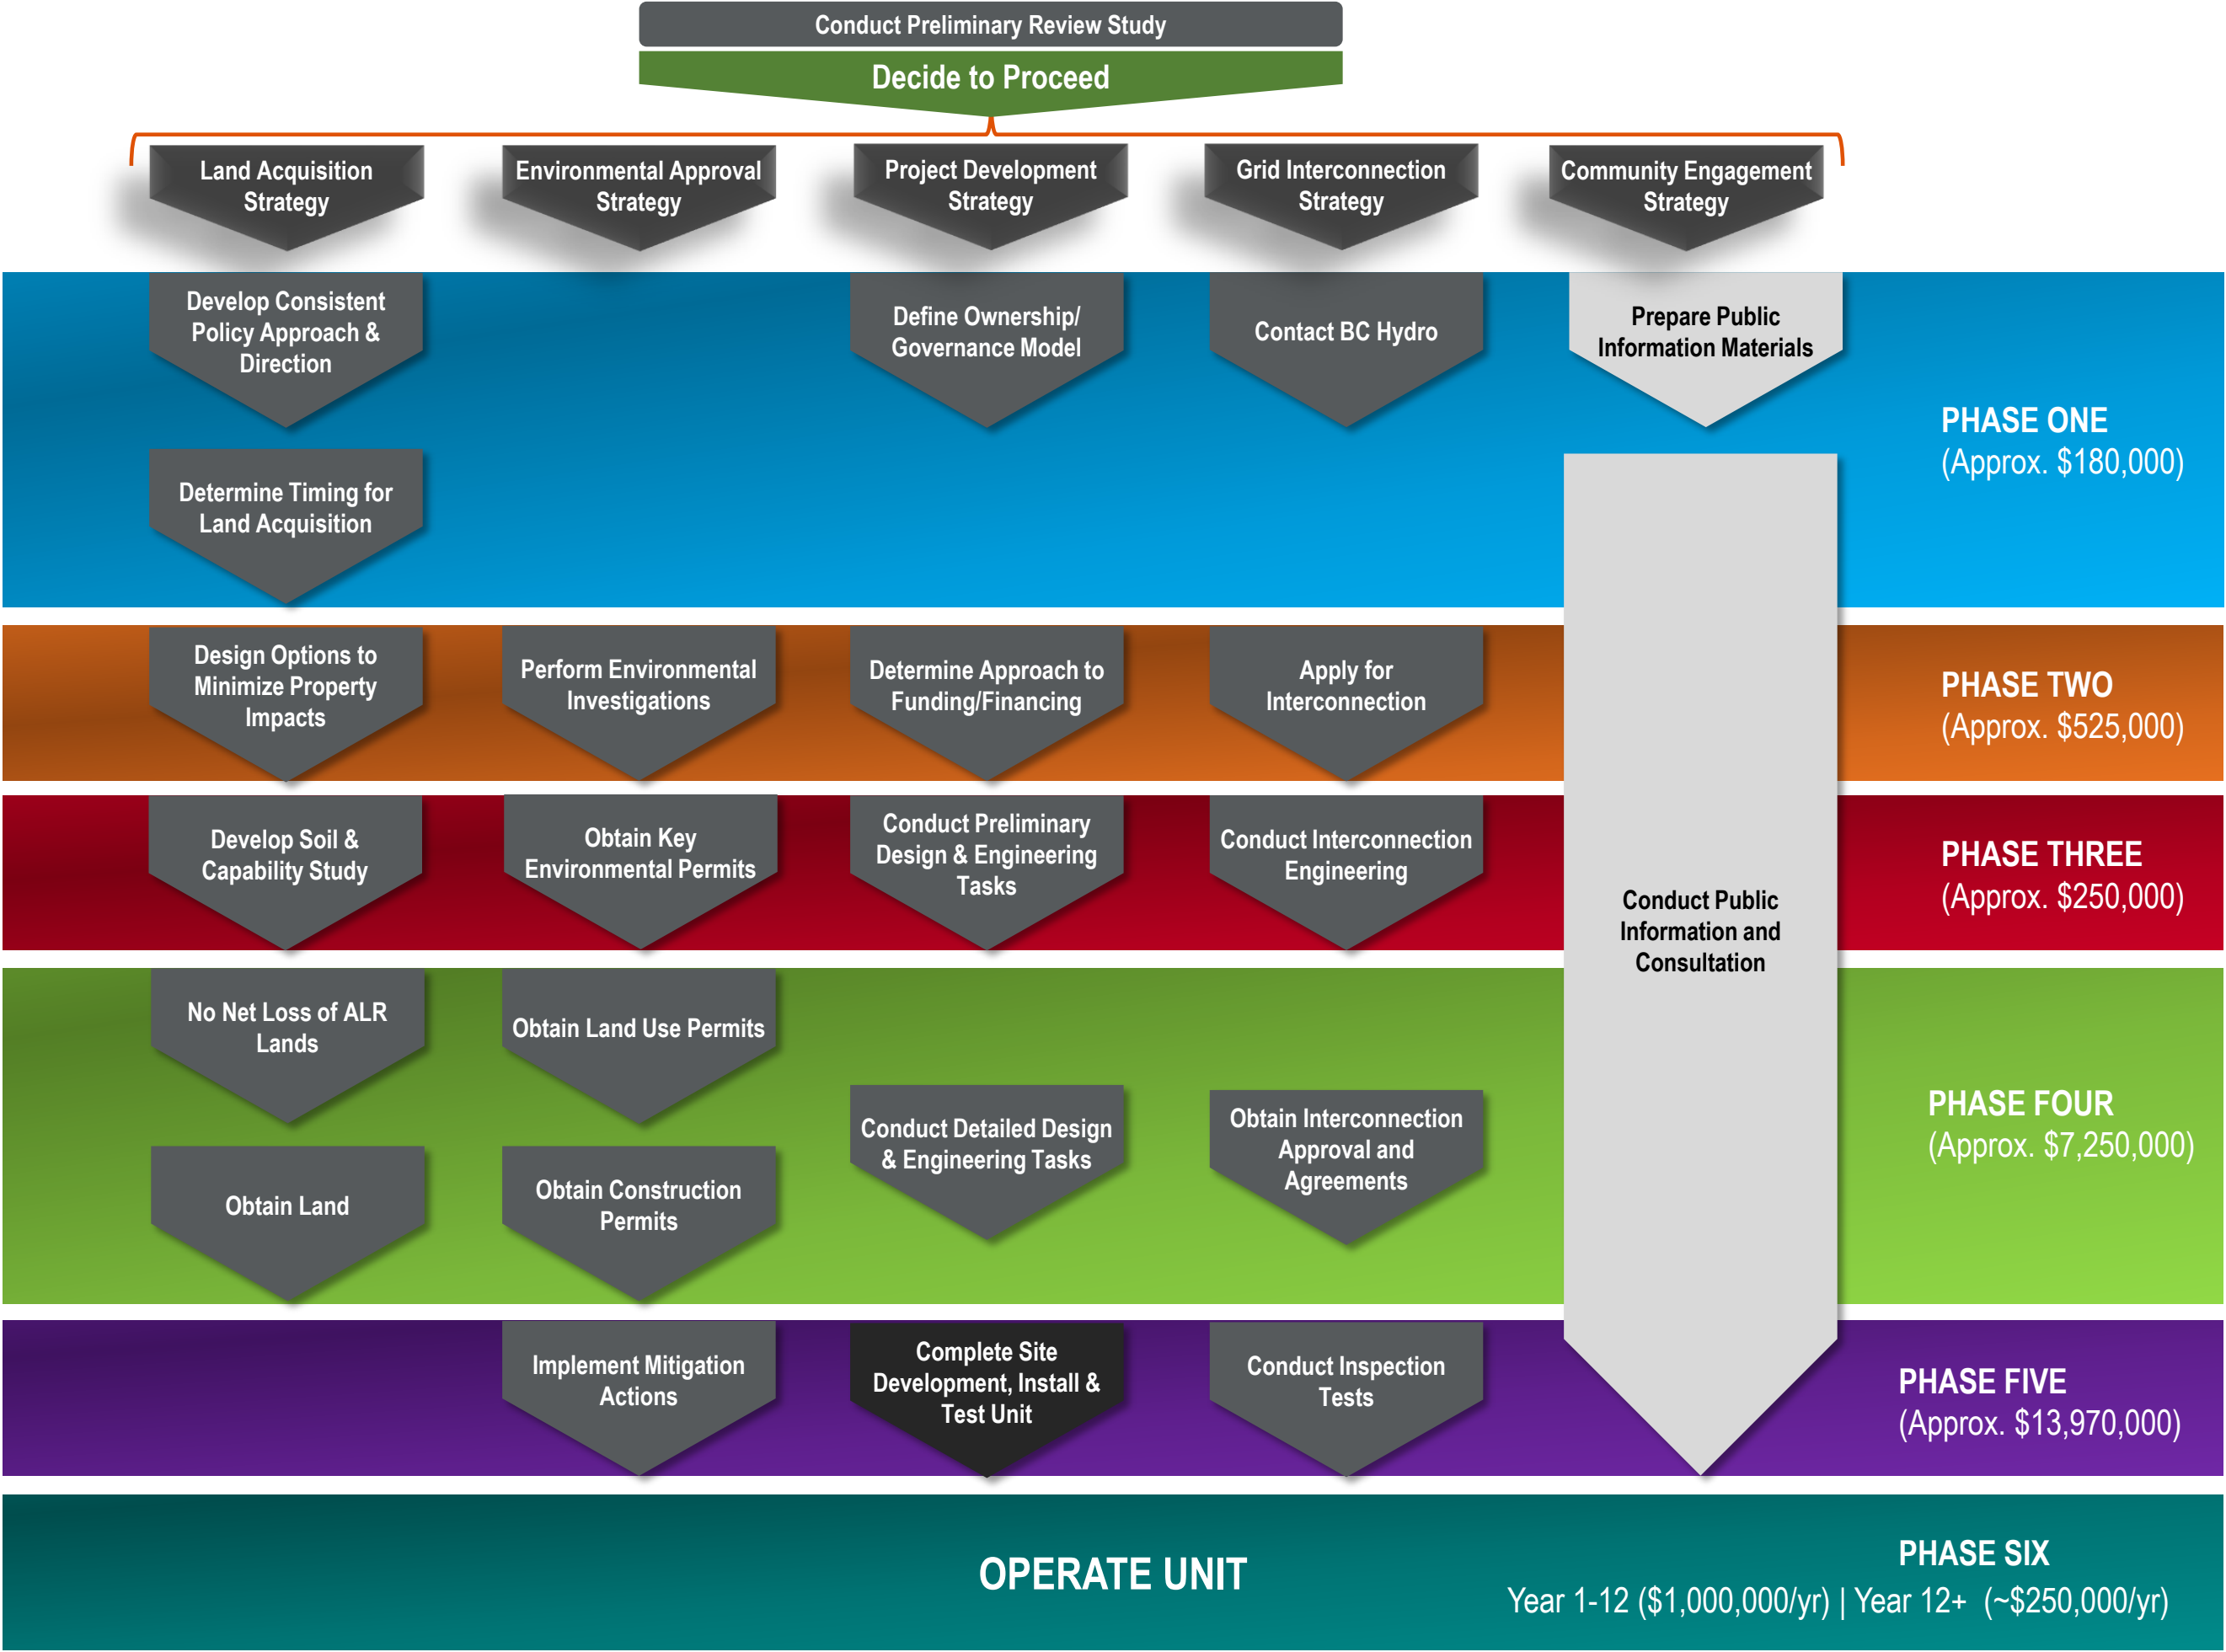 Conduct Preliminary Review Study
Decide to Proceed
Land Acquisition
Strategy
Environmental Approval
Strategy
Project Development
Strategy
Grid Interconnection
Strategy
Community Engagement
Strategy
Develop Consistent
Policy Approach &
Direction
Define Ownership/
Governance Model
Contact BC Hydro
Prepare Public
Information Materials
PHASE ONE
(Approx. $180,000)
Determine Timing for
Land Acquisition
Design Options to
Minimize Property
Impacts
Perform Environmental
Investigations
Determine Approach to
Funding/Financing
Apply for
Interconnection
PHASE TWO
(Approx. $525,000)
Develop Soil &
Capability Study
Obtain Key
Environmental Permits
Conduct Preliminary
Design & Engineering
Tasks
Conduct Interconnection
Engineering
Conduct Public
Information and
Consultation
PHASE THREE
(Approx. $250,000)
No Net Loss of ALR
Lands
Obtain Land Use Permits
Conduct Detailed Design
& Engineering Tasks
Obtain Interconnection
Approval and
Agreements
PHASE FOUR
(Approx. $7,250,000)
Obtain Land
Obtain Construction
Permits
Implement Mitigation
Actions
Complete Site
Development, Install &
Test Unit
Conduct Inspection
Tests
PHASE FIVE
(Approx. $13,970,000)
OPERATE UNIT
PHASE SIX
Year 1-12 ($1,000,000/yr) | Year 12+ (~$250,000/yr)